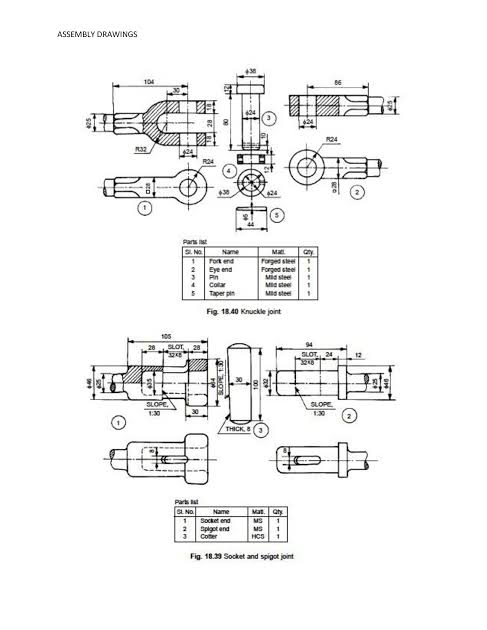 ASSEMBLY DRAWINGS
ϕ38
104
30
12
86
ϕ25
18
28
18
80
ϕ24
3
10
ϕ24
ϕ25
R32
ϕ24
R24
R24
4
12
28
ϕ38
ϕ24
ϕ28
2
1
ϕ6
5
44
Parts list
Sl. No. Name Matl. Qty.
1 Fork end Forged steel 1
2 Eye end Forged steel 1
3 Pin Mild steel 1
4 Collar Mild steel 1
5 Taper pin Mild steel 1
Fig. 18.40 Knuckle joint
105
28 SLOT, 28
32X8
94
SLOT, 24 12
32X8
ϕ46
ϕ25
ϕ35
ϕ64
SLOPE, 1:30
30
100
ϕ32
ϕ25
ϕ46
SLOPE,
1:30
30
1
THICK, 8
3
SLOPE,
1:30
2
8
8
Parts list
Sl. No. Name Matl. Qty.
1 Socket end MS 1
2 Spigot end MS 1
3 Cotter HCS 1
Fig. 18.39 Socket and spigot joint